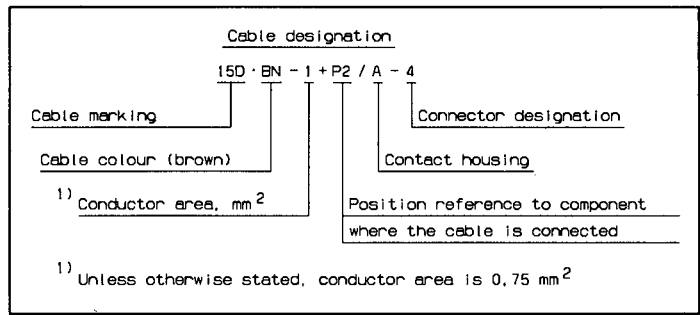 Cable designation
15D · BN - 1 + P2 / A - 4
Cable marking
Connector designation
Cable colour (brown)
Contact housing
1) Conductor area, mm 2
Position reference to component
where the cable is connected
1) Unless otherwise stated, conductor area is 0,75 mm2